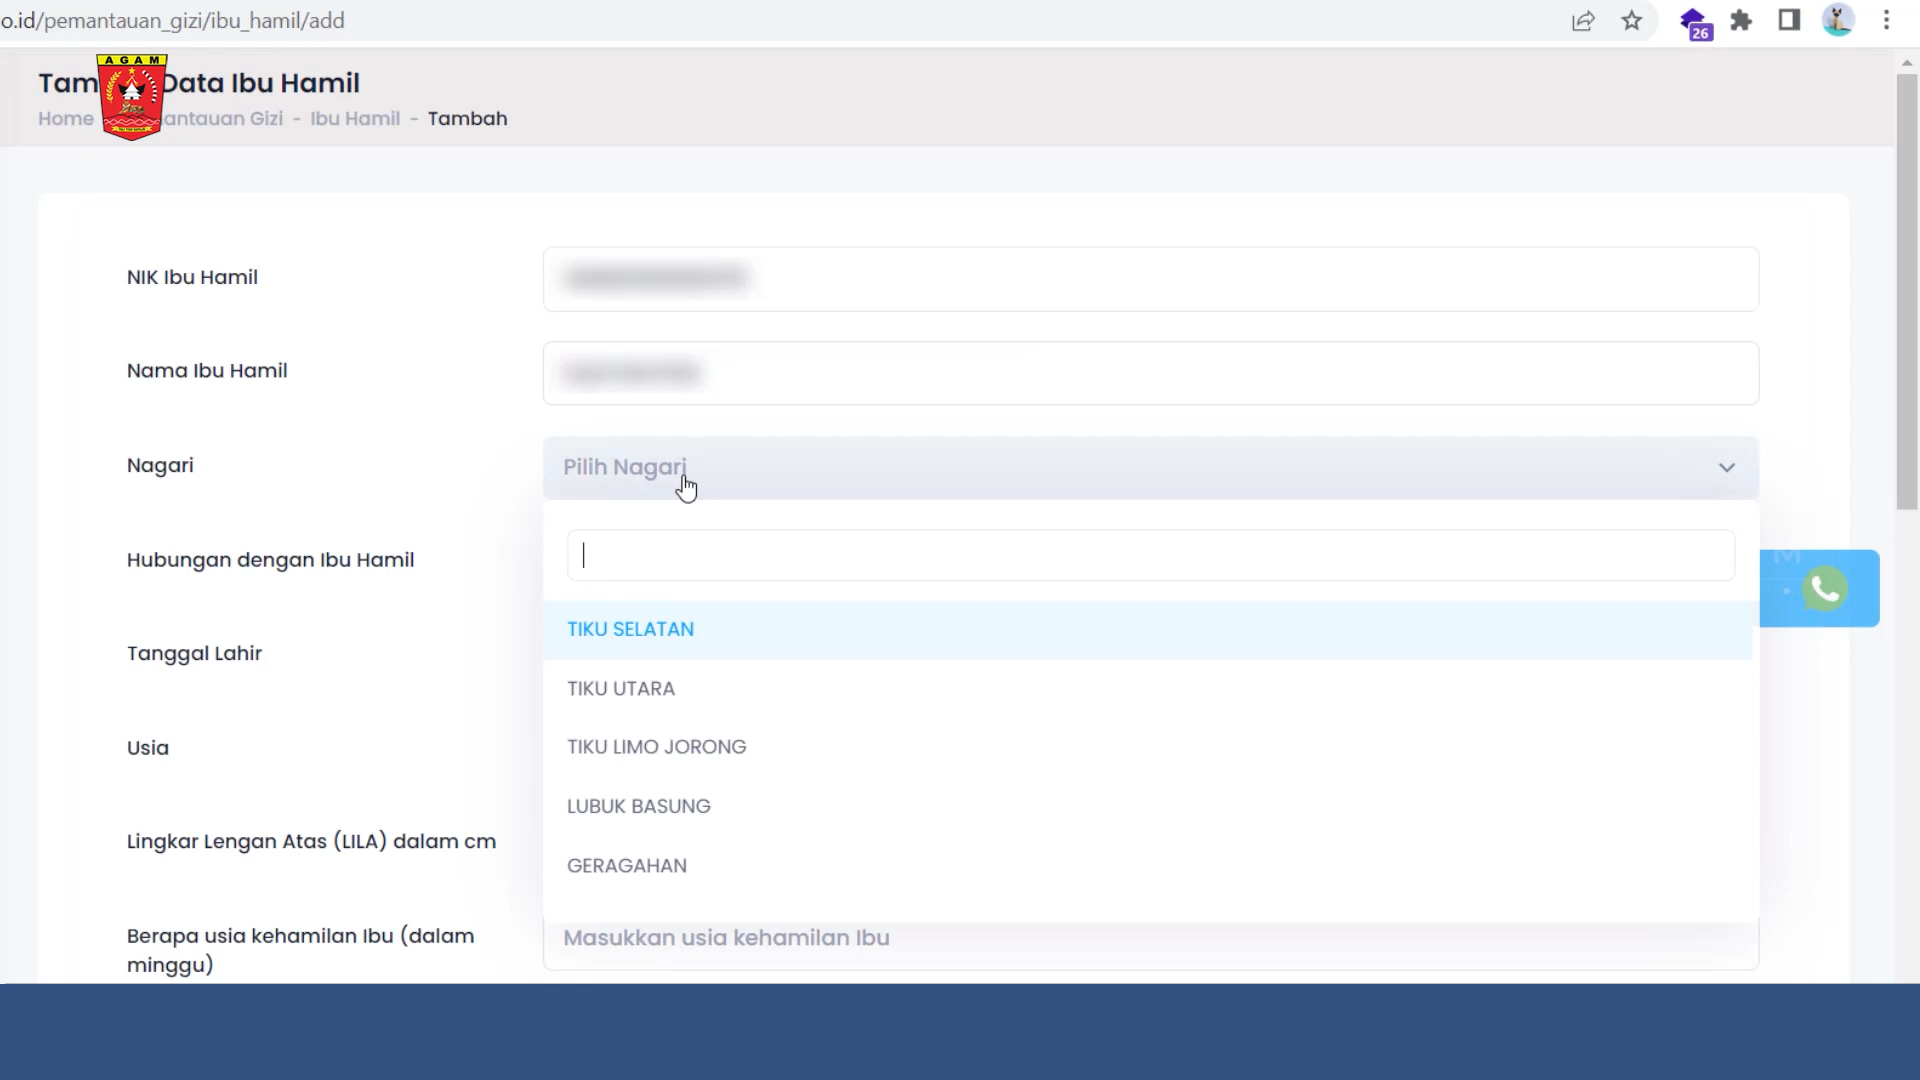 o.id/pemantauan_gizi/ibu_hamil/add
26
AGAM
Tam Data Ibu Hamil
Home antauan Gizi - Ibu Hamil - Tambah
NIK Ibu Hamil
Nama Ibu Hamil
Nagari
Pilih Nagari
Hubungan dengan Ibu Hamil
TIKU SELATAN
Tanggal Lahir
TIKU UTARA
Usia
TIKU LIMO JORONG
LUBUK BASUNG
Lingkar Lengan Atas (LILA) dalam cm
GERAGAHAN
Berapa usia kehamilan Ibu (dalam
minggu)
Masukkan usia kehamilan Ibu